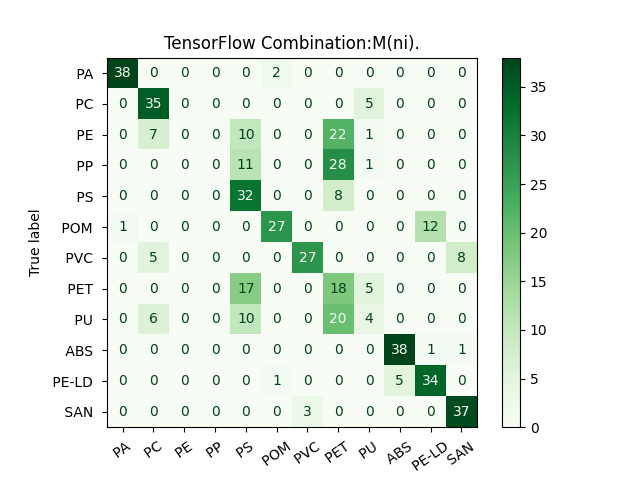 TensorFlow Combination:M(ni).
True label
PA 38 0 0 0 0 2 0 0 0 0 0 0
PC 0 35 0 0 0 0 0 0 5 0 0 0
PE 0 7 0 0 10 0 0 22 1 0 0 0
PP 0 0 0 0 11 0 0 28 1 0 0 0
PS 0 0 0 0 32 0 0 8 0 0 0 0
POM 1 0 0 0 0 27 0 0 0 0 12 0
PVC 0 5 0 0 0 0 27 0 0 0 0 8
PET 0 0 0 0 17 0 0 18 5 0 0 0
PU 0 6 0 0 10 0 0 20 4 0 0 0
ABS 0 0 0 0 0 0 0 0 0 38 1 1
PE-LD 0 0 0 0 0 1 0 0 0 5 34 0
SAN 0 0 0 0 0 0 3 0 0 0 0 37
PA PC PE PP PS POM PVC PET PU ABS PE-LD SAN
35
30
25
20
15
10
5
0